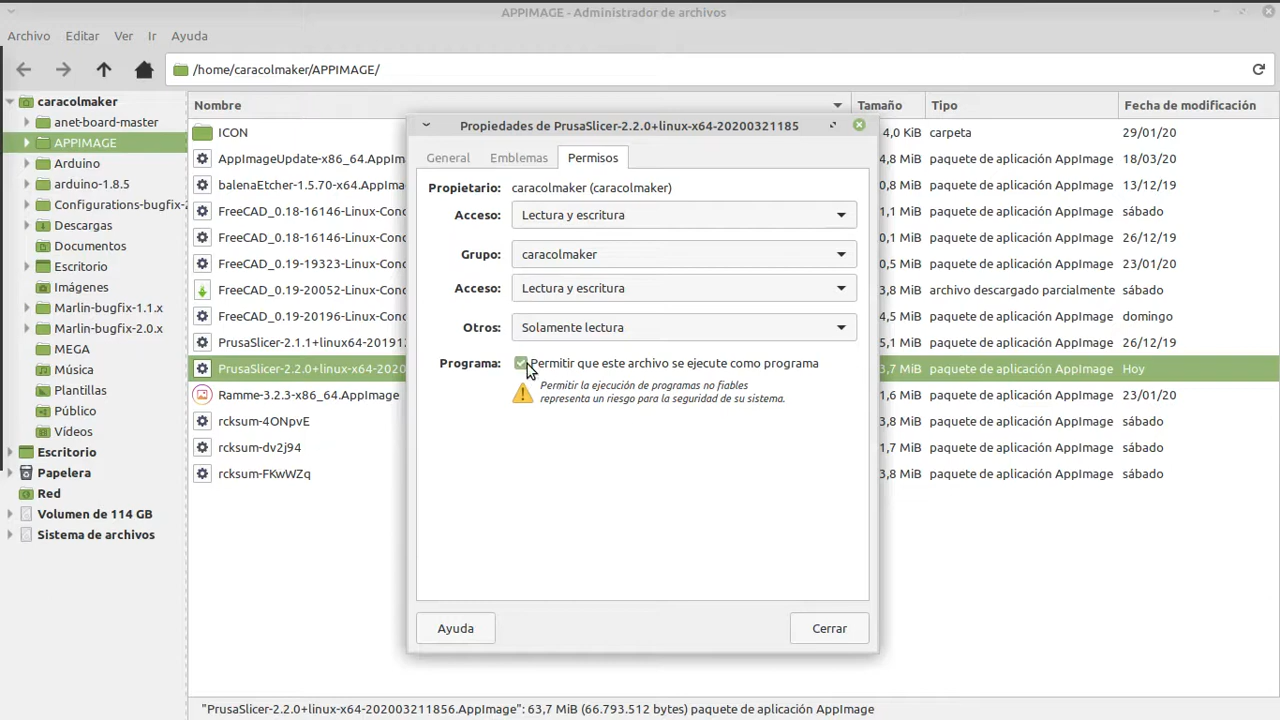 APPIMAGE - Administrador de archivos
Archivo Editar Ver Ir Ayuda
/home/caracolmaker/APPIMAGE/
caracolmaker
anet-board-master
APPIMAGE
Arduino
arduino-1.8.5
Configurations-bugfix-2
Descargas
Documentos
Escritorio
Imágenes
Marlin-bugfix-1.1.x
Marlin-bugfix-2.0.x
MEGA
Música
Plantillas
Público
Vídeos
Escritorio
Papelera
Red
Volumen de 114 GB
Sistema de archivos
Nombre Tamaño Tipo Fecha de modificación
ICON 4,0 KiB carpeta 29/01/20
AppImageUpdate-x86_64.AppIm 4,8 MiB paquete de aplicación AppImage 18/03/20
balenaEtcher-1.5.70-x64.AppIma 0,8 MiB paquete de aplicación AppImage 13/12/19
FreeCAD_0.18-16146-Linux-Conc 1,1 MiB paquete de aplicación AppImage sábado
FreeCAD_0.18-16146-Linux-Conc 0,1 MiB paquete de aplicación AppImage 26/12/19
FreeCAD_0.19-19323-Linux-Conc 0,5 MiB paquete de aplicación AppImage 23/01/20
FreeCAD_0.19-20052-Linux-Conc 3,8 MiB archivo descargado parcialmente sábado
FreeCAD_0.19-20196-Linux-Conc 4,5 MiB paquete de aplicación AppImage domingo
PrusaSlicer-2.1.1+linux-x64-20191 2,5 MiB paquete de aplicación AppImage 26/12/19
PrusaSlicer-2.2.0+linux-x64-2020 3,7 MiB paquete de aplicación AppImage Hoy
Ramme-3.2.3-x86_64.AppImage 1,6 MiB paquete de aplicación AppImage 23/01/20
rcksum-4ONpvE 3,8 MiB paquete de aplicación AppImage sábado
rcksum-dv2j94 1,7 MiB paquete de aplicación AppImage sábado
rcksum-FKwWZq 3,8 MiB paquete de aplicación AppImage sábado
Propiedades de PrusaSlicer-2.2.0+linux-x64-20200321185
General Emblemas Permisos
Propietario: caracolmaker (caracolmaker)
Acceso: Lectura y escritura
Grupo: caracolmaker
Acceso: Lectura y escritura
Otros: Solamente lectura
Programa: Permitir que este archivo se ejecute como programa
Permitir la ejecución de programas no fiables
representa un riesgo para la seguridad de su sistema.
Ayuda Cerrar
"PrusaSlicer-2.2.0+linux-x64-202003211856.AppImage": 63,7 MiB (66.793.512 bytes) paquete de aplicación AppImage